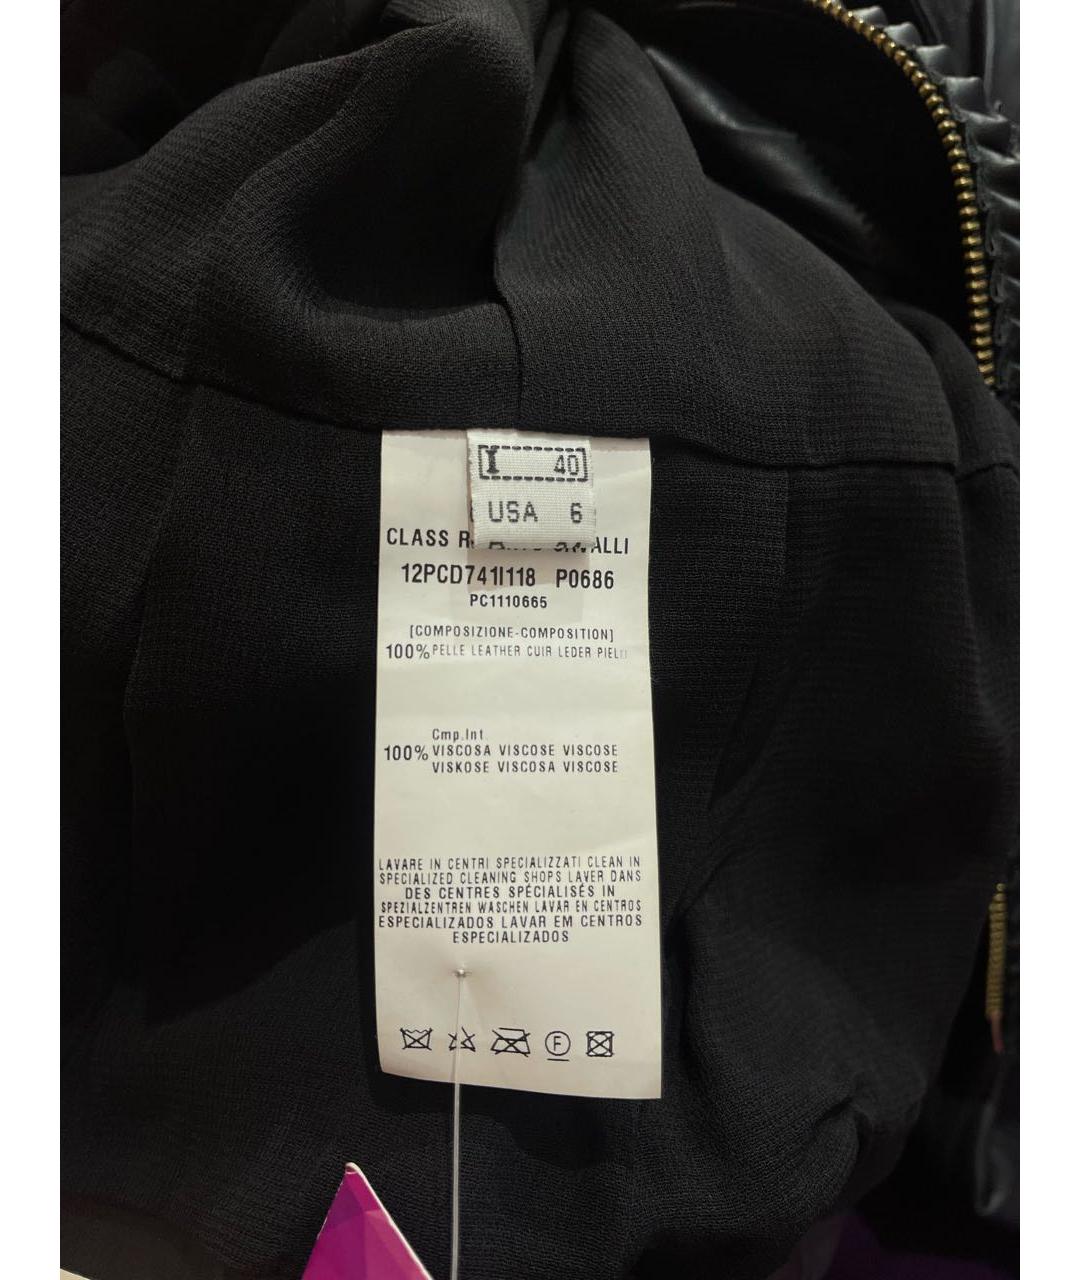 I 40
USA 6
CLASS
12PCD741I118 P0686
PC1110665
[COMPOSIZIONE-COMPOSITION]
100% PELLE LEATHER CUIR LEDER PIEL
Cmp.Int.
100% VISCOSA VISCOSE VISCOSE
VISKOSE VISCOSA VISCOSE
LAVARE IN CENTRI SPECIALIZZATI CLEAN IN
SPECIALIZED CLEANING SHOPS LAVER DANS
DES CENTRES SPÉCIALISÉS IN
SPEZIALZENTREN WASCHEN LAVAR EN CENTROS
ESPECIALIZADOS LAVAR EM CENTROS
ESPECIALIZADOS
F